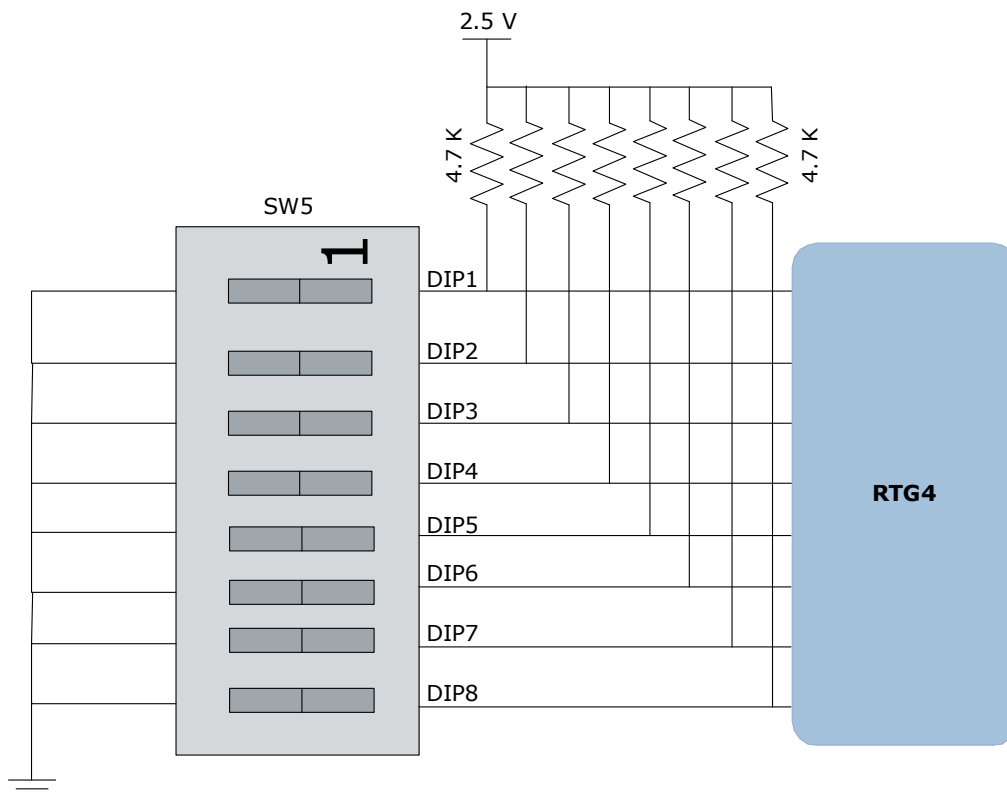 2.5 V
4.7 K
4.7 K
SW5
1
DIP1
DIP2
DIP3
DIP4
DIP5
DIP6
DIP7
DIP8
RTG4